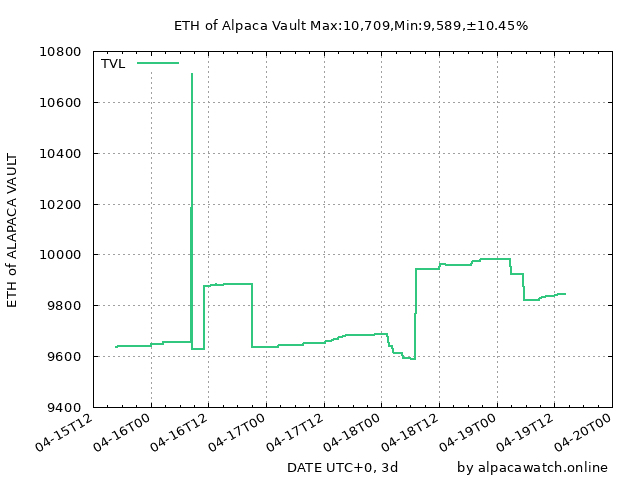 ETH of Alpaca Vault Max:10,709,Min:9,589,±10.45%
TVL
ETH of ALAPACA VAULT
10800
10600
10400
10200
10000
9800
9600
9400
04-15T12
04-16T00
04-16T12
04-17T00
04-17T12
04-18T00
04-18T12
04-19T00
04-19T12
04-20T00
DATE UTC+0, 3d
by alpacawatch.online